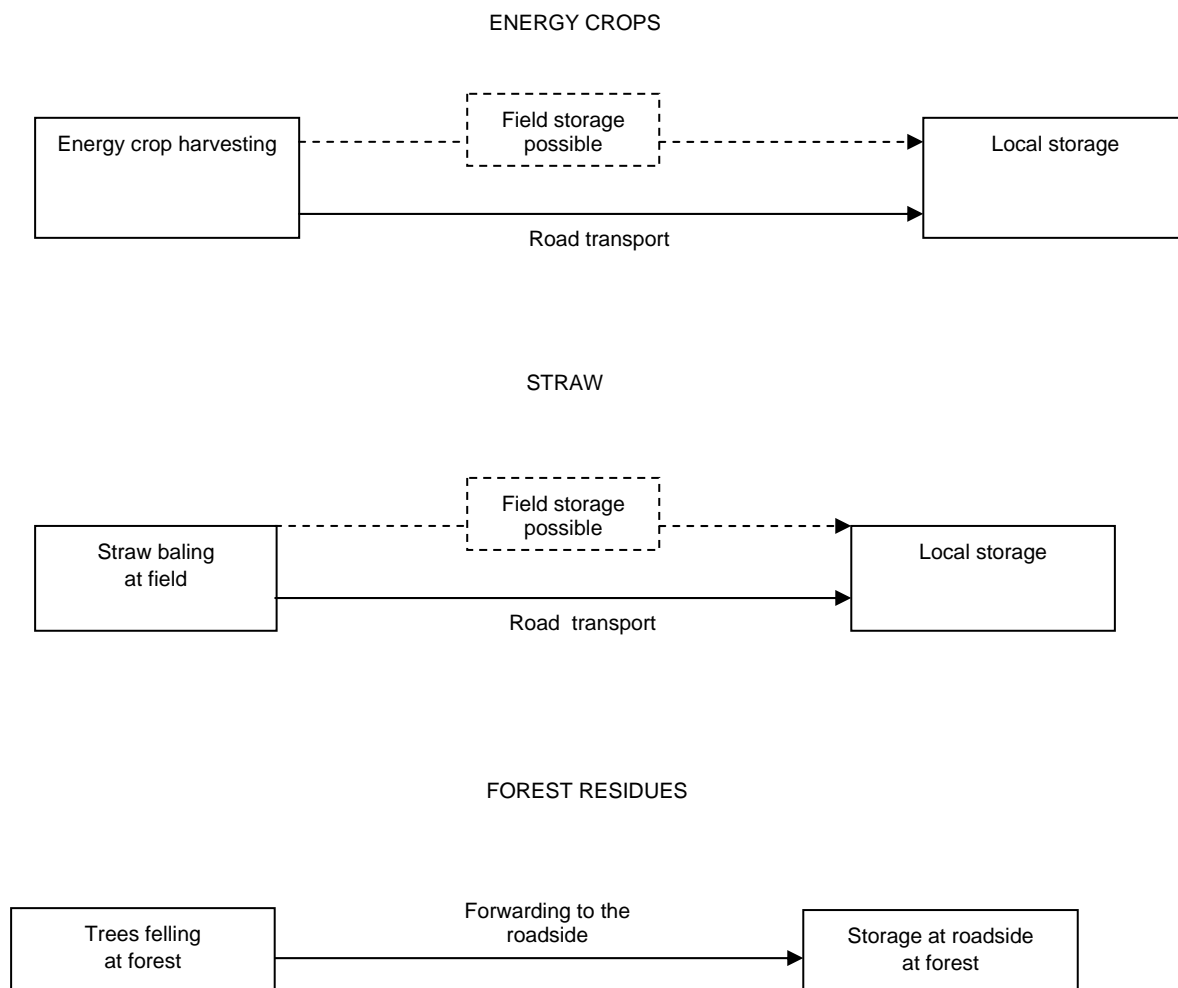 ENERGY CROPS
Energy crop harvesting
Field storage
possible
Local storage
Road transport
STRAW
Straw baling
at field
Field storage
possible
Local storage
Road transport
FOREST RESIDUES
Trees felling
at forest
Forwarding to the
roadside
Storage at roadside
at forest